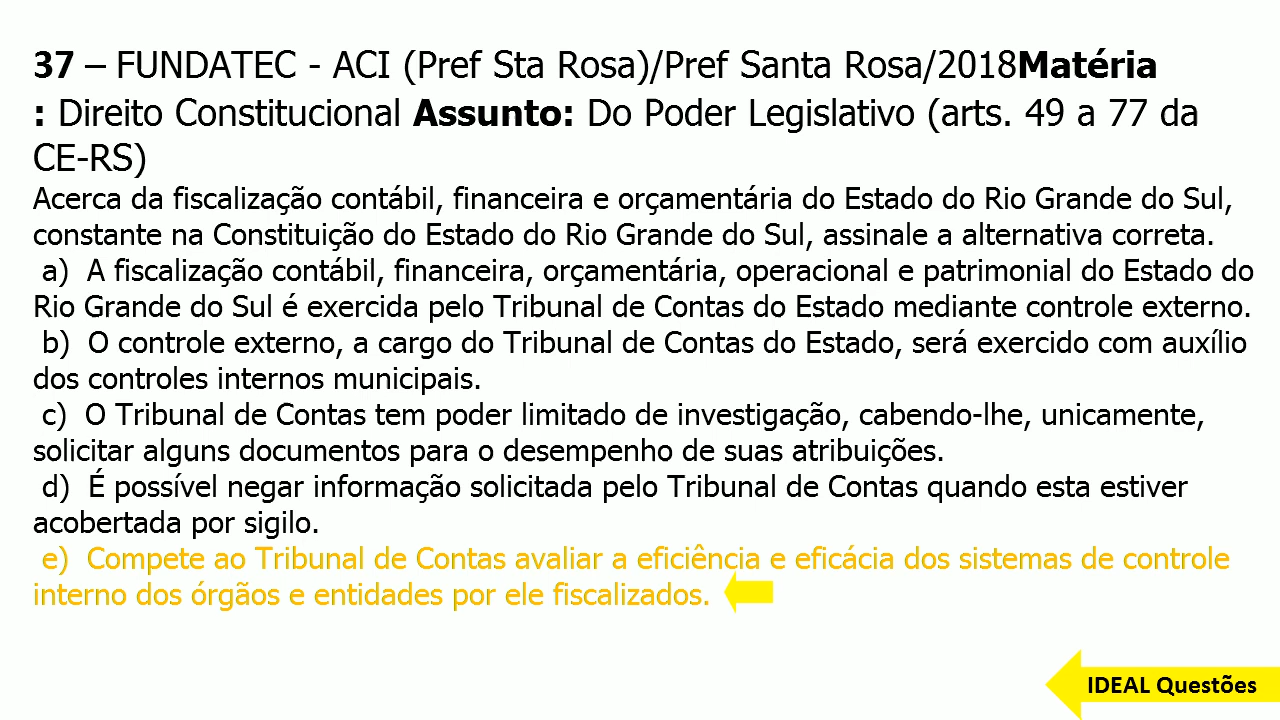 37 – FUNDATEC - ACI (Pref Sta Rosa)/Pref Santa Rosa/2018Matéria
: Direito Constitucional Assunto: Do Poder Legislativo (arts. 49 a 77 da
CE-RS)
Acerca da fiscalização contábil, financeira e orçamentária do Estado do Rio Grande do Sul,
constante na Constituição do Estado do Rio Grande do Sul, assinale a alternativa correta.
a) A fiscalização contábil, financeira, orçamentária, operacional e patrimonial do Estado do
Rio Grande do Sul é exercida pelo Tribunal de Contas do Estado mediante controle externo.
b) O controle externo, a cargo do Tribunal de Contas do Estado, será exercido com auxílio
dos controles internos municipais.
c) O Tribunal de Contas tem poder limitado de investigação, cabendo-lhe, unicamente,
solicitar alguns documentos para o desempenho de suas atribuições.
d) É possível negar informação solicitada pelo Tribunal de Contas quando esta estiver
acobertada por sigilo.
e) Compete ao Tribunal de Contas avaliar a eficiência e eficácia dos sistemas de controle
interno dos órgãos e entidades por ele fiscalizados.
IDEAL Questões